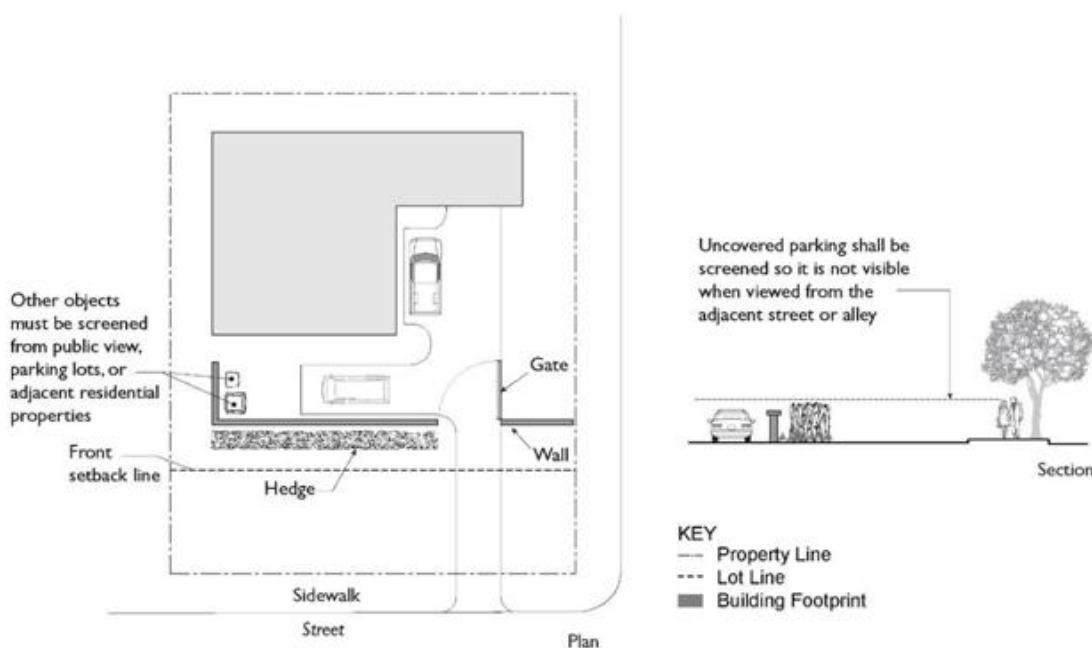 Other objects
must be screened
from public view,
parking lots, or
adjacent residential
properties
Front
setback line
Hedge
Gate
Wall
Sidewalk
Street
Plan
Uncovered parking shall be
screened so it is not visible
when viewed from the
adjacent street or alley
Section
KEY
Property Line
Lot Line
Building Footprint